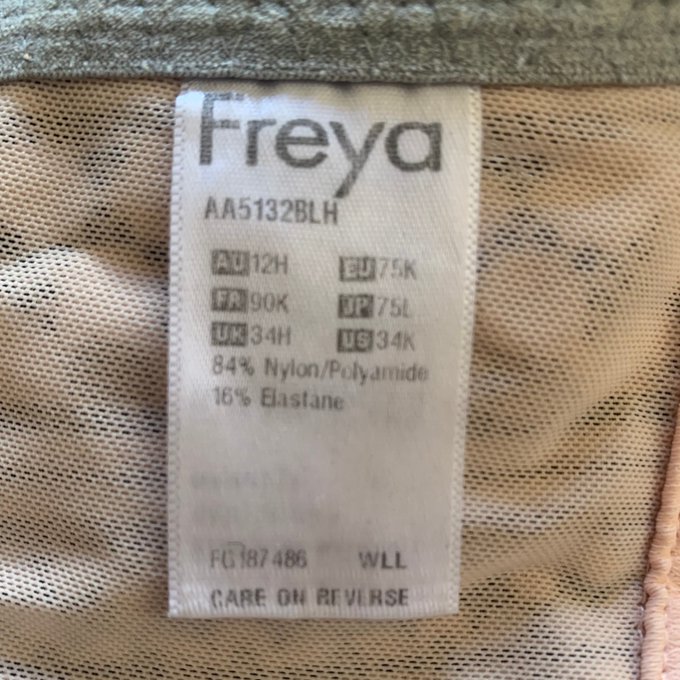 Freya
AA5132BLH
AU 12H EU 75K
FR 90K JP 75L
UK 34H US 34K
84% Nylon/Polyamide
16% Elastane
FG187486 WLL
CARE ON REVERSE